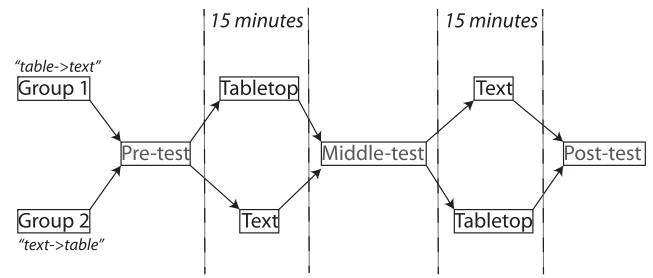 15 minutes
15 minutes
"table->text"
Group 1
Tabletop
Text
Pre-test
Middle-test
Post-test
Group 2
Text
Tabletop
"text->table"